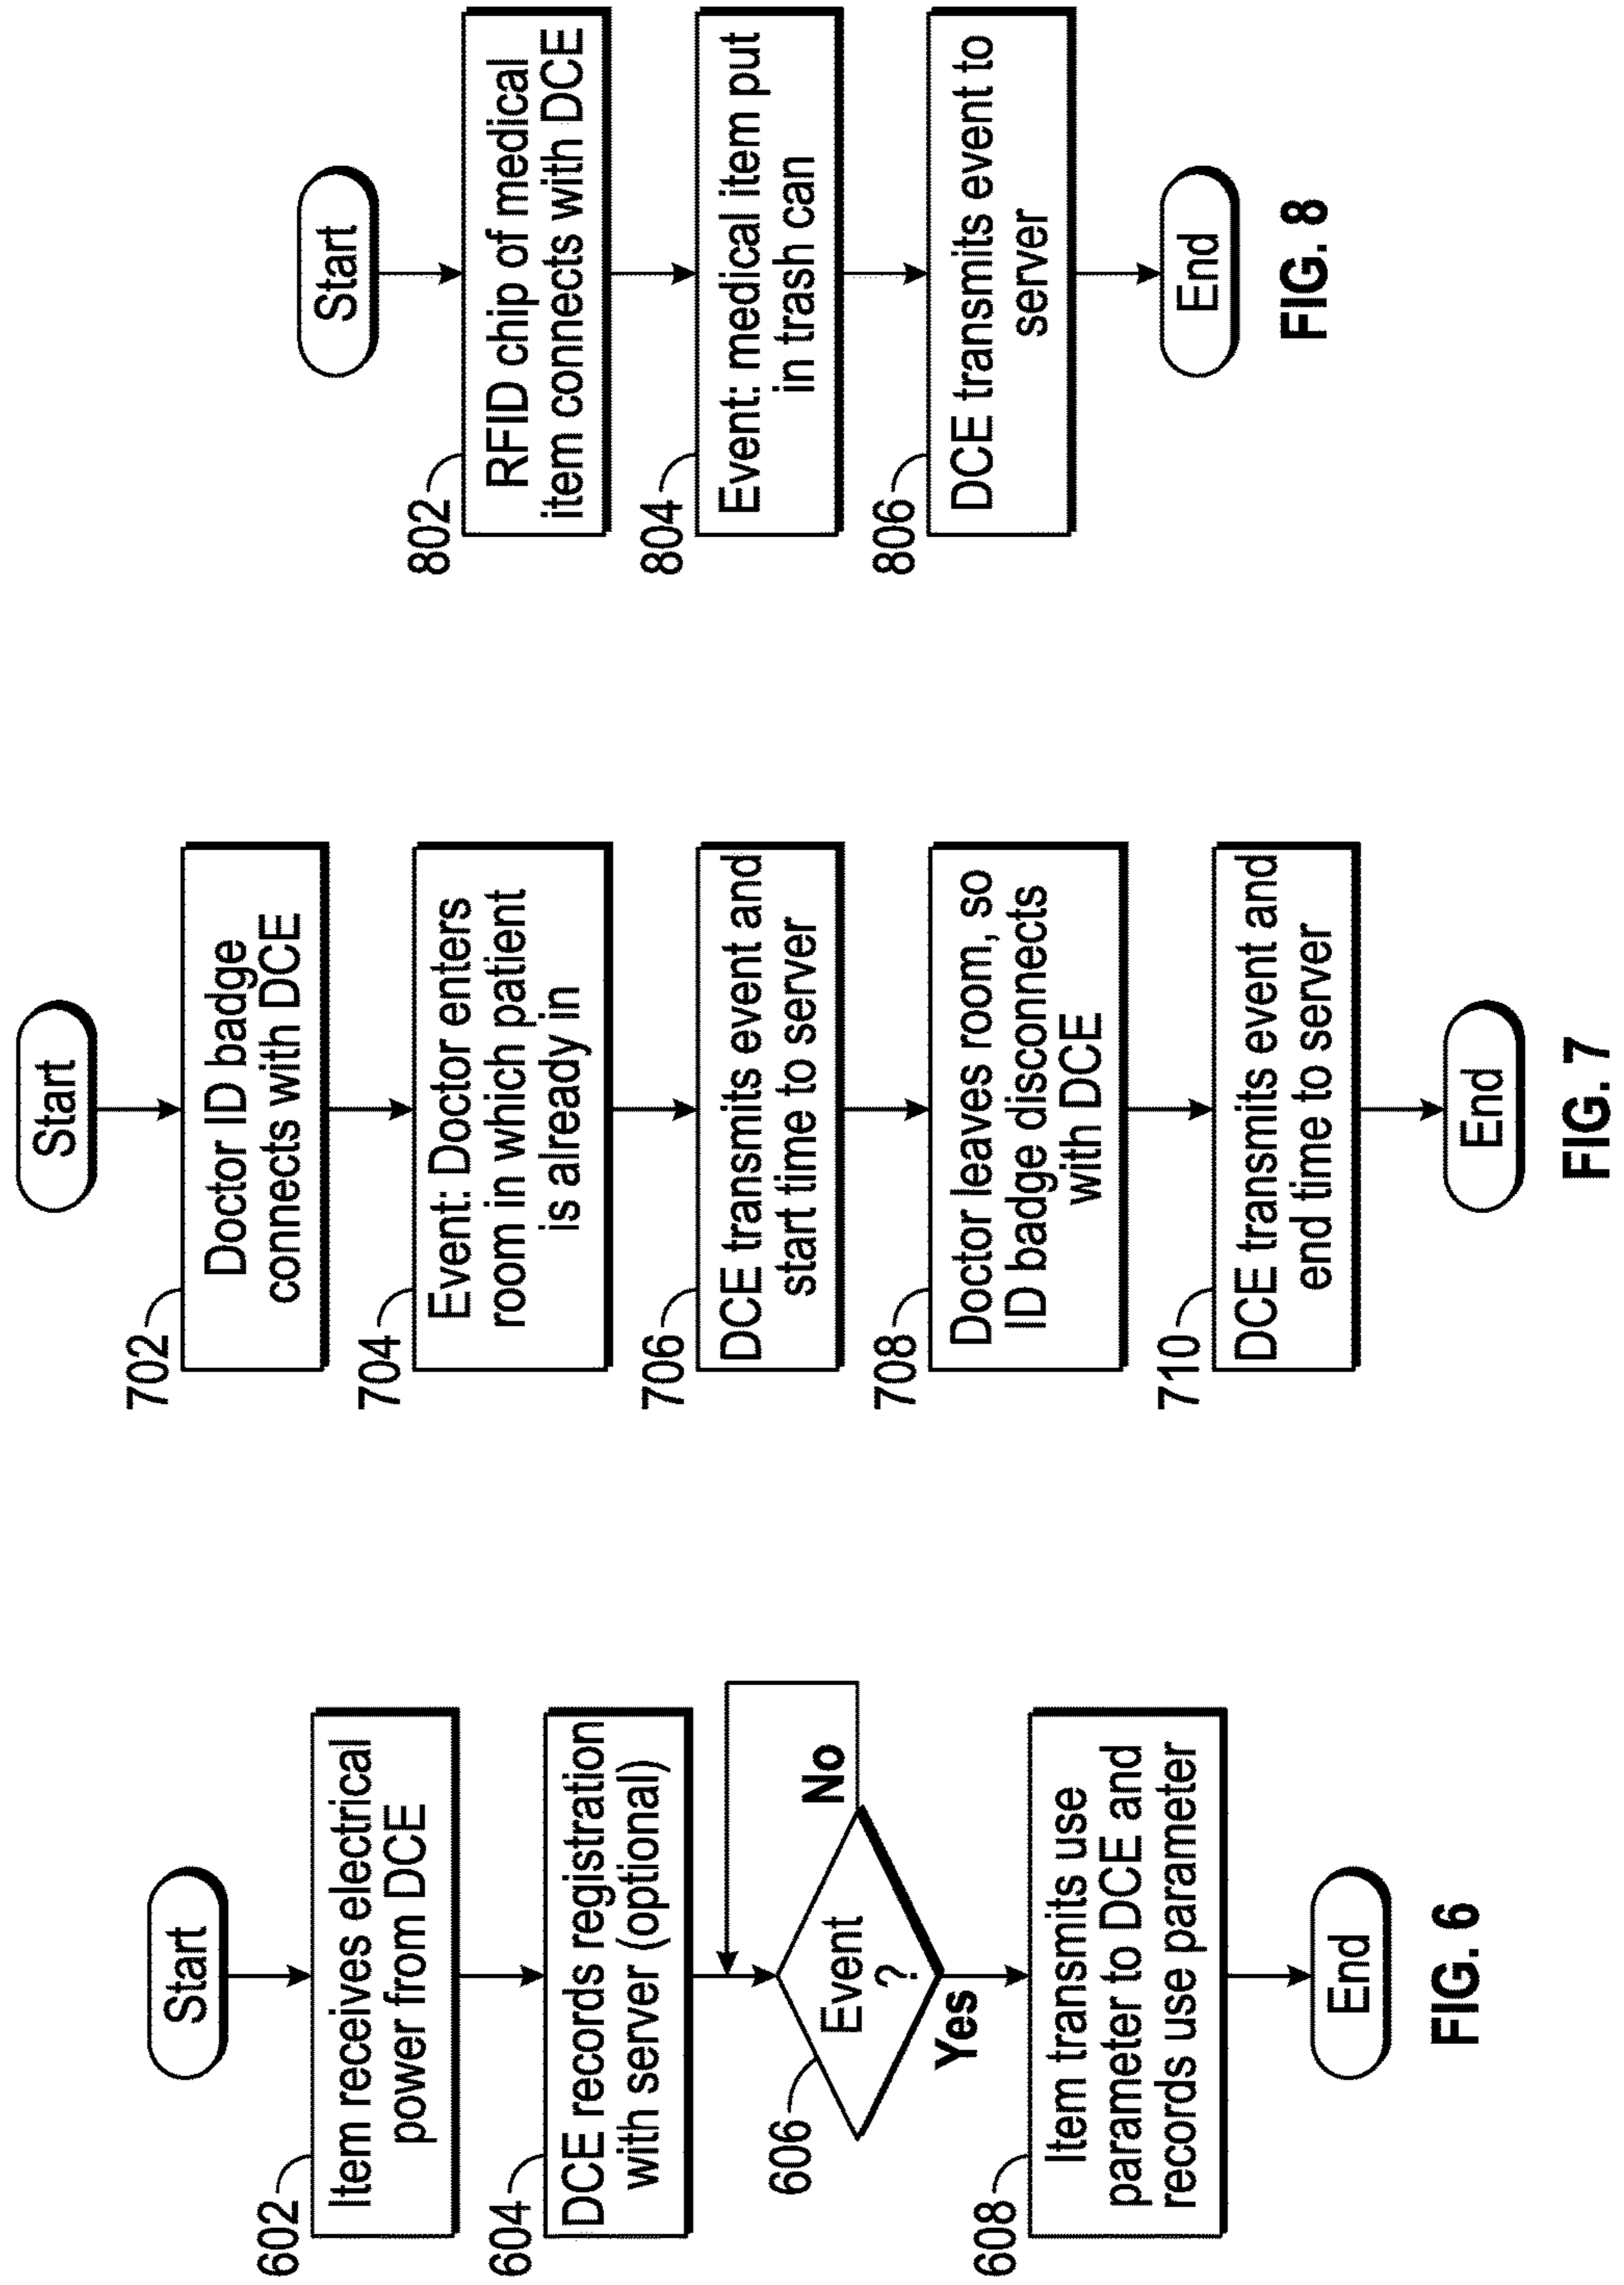 Start
602
Item receives electrical
power from DCE
604
DCE records registration
with server (optional)
606
Event
?
No
Yes
608
Item transmits use
parameter to DCE and
records use parameter
End
FIG. 6
Start
702
Doctor ID badge
connects with DCE
704
Event: Doctor enters
room in which patient
is already in
706
DCE transmits event and
start time to server
708
Doctor leaves room, so
ID badge disconnects
with DCE
710
DCE transmits event and
end time to server
End
FIG. 7
Start
802
RFID chip of medical
item connects with DCE
804
Event: medical item put
in trash can
806
DCE transmits event to
server
End
FIG. 8